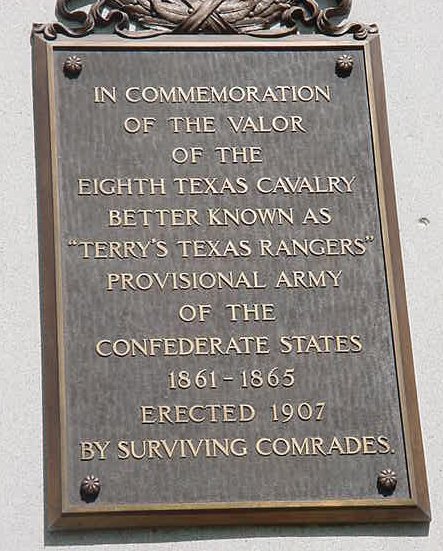 IN COMMEMORATION
OF THE VALOR
OF THE
EIGHTH TEXAS CAVALRY
BETTER KNOWN AS
"TERRY'S TEXAS RANGERS"
PROVISIONAL ARMY
OF THE
CONFEDERATE STATES
1861 - 1865
ERECTED 1907
BY SURVIVING COMRADES.